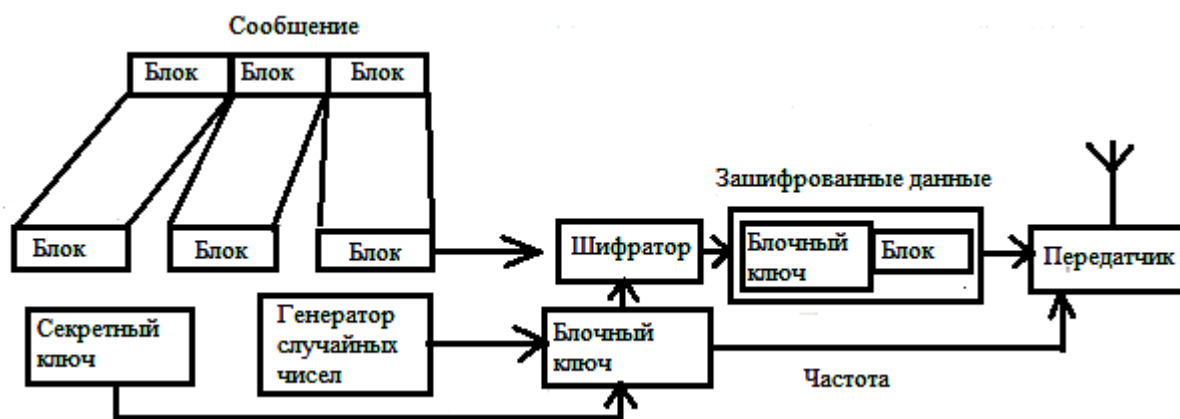 Сообщение
Блок Блок Блок
Блок Блок Блок
Шифратор
Зашифрованные данные
Блочный
ключ
Блок
Передатчик
Секретный
ключ
Генератор
случайных
чисел
Блочный
ключ
Частота